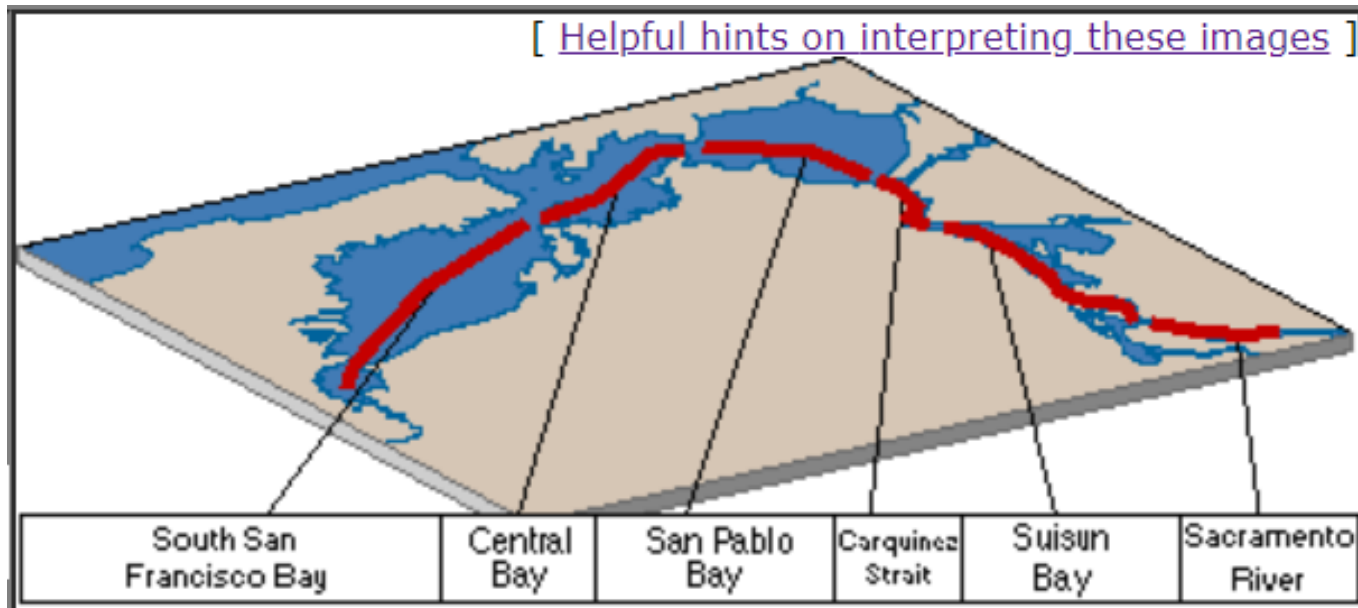 [ Helpful hints on interpreting these images ]
South San
Francisco Bay
Central
Bay
San Pablo
Bay
Carquinez
Strait
Suisun
Bay
Sacramento
River